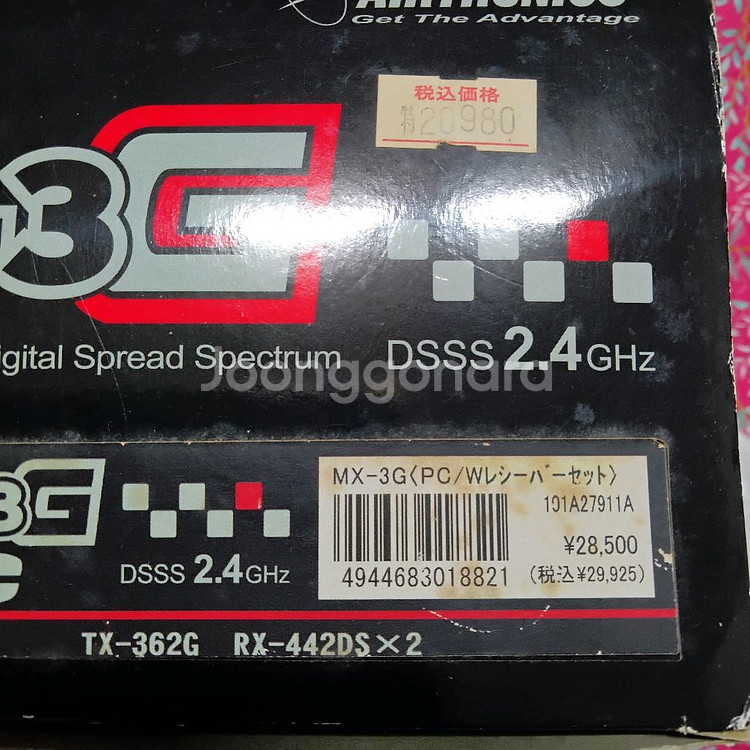 Get The Advantage
税込価格
特 20980
3G
igital Spread Spectrum
DSSS 2.4GHz
Joonggonara
3G
DSSS 2.4GHz
MX-3G〈PC/Wレシーバーセット〉
101A27911A
¥28,500
4944683018821
(税込¥29,925)
TX-362G RX-442DS×2